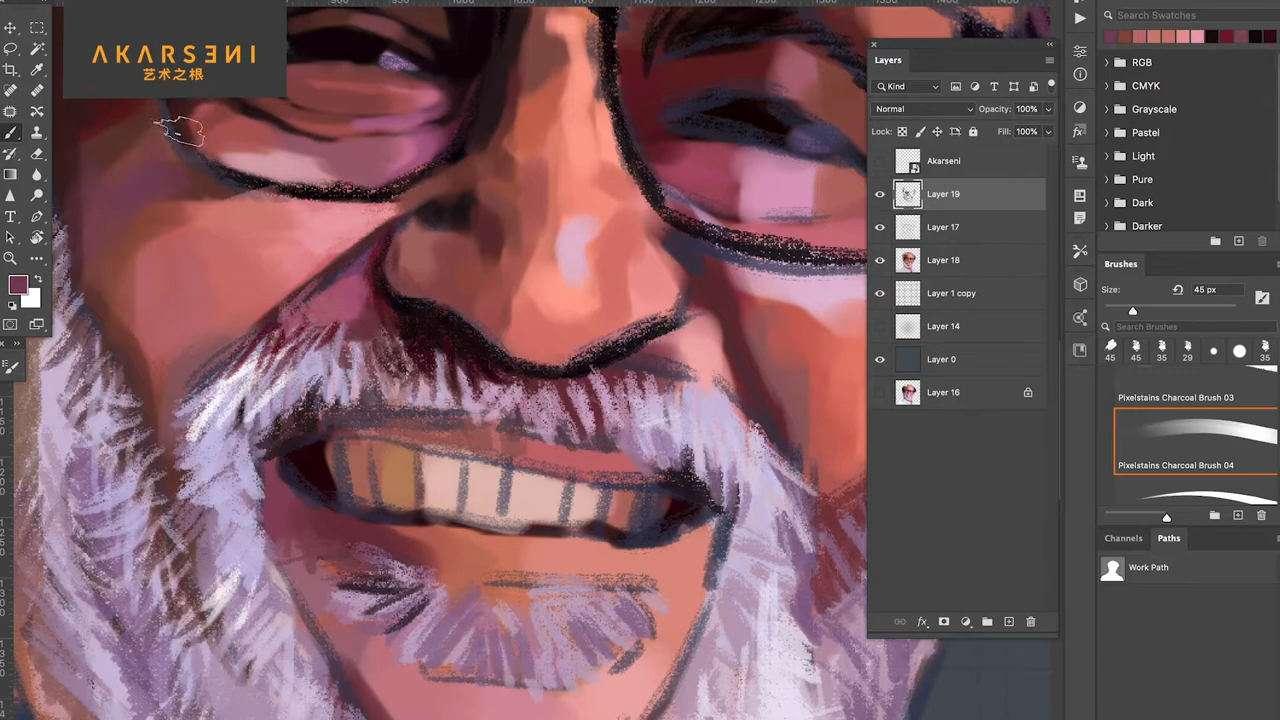 AKARSENI
艺术之根
Layers
Kind
Normal
Opacity: 100%
Lock:
Fill: 100%
Akarseni
Layer 19
Layer 17
Layer 18
Layer 1 copy
Layer 14
Layer 0
Layer 16
Search Swatches
RGB
CMYK
Grayscale
Pastel
Light
Pure
Dark
Darker
Brushes
Size:
45 px
Search Brushes
45 45 35 29 35
Pixelstains Charcoal Brush 03
Pixelstains Charcoal Brush 04
Channels
Paths
Work Path